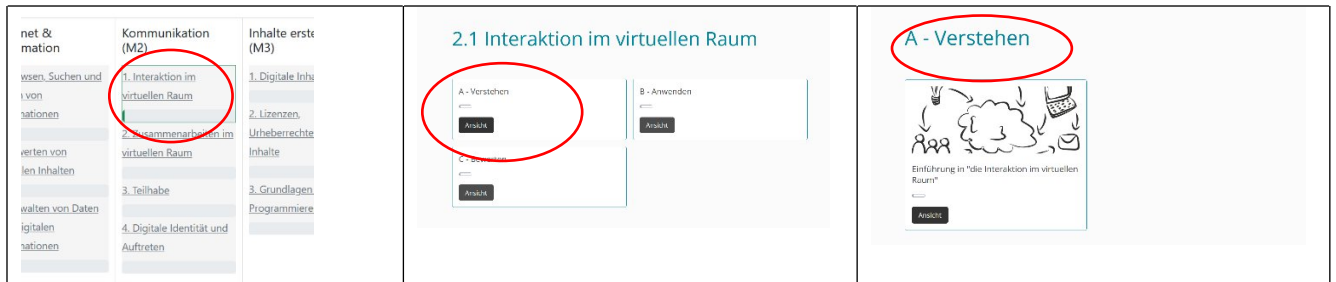 net &
mation
wsen, Suchen und
von
nationen
werten von
len Inhalten
walten von Daten
igitalen
nationen
Kommunikation
(M2)
1. Interaktion im
virtuellen Raum
2. Zusammenarbeiten im
virtuellen Raum
3. Teilhabe
4. Digitale Identität und
Auftreten
Inhalte erste
(M3)
1. Digitale Inha
2. Lizenzen,
Urheberrechte
Inhalte
3. Grundlagen
Programmiere
2.1 Interaktion im virtuellen Raum
A - Verstehen
Ansicht
B - Anwenden
Ansicht
C - Bewerten
Ansicht
A - Verstehen
Einführung in "die Interaktion im virtuellen
Raum"
Ansicht